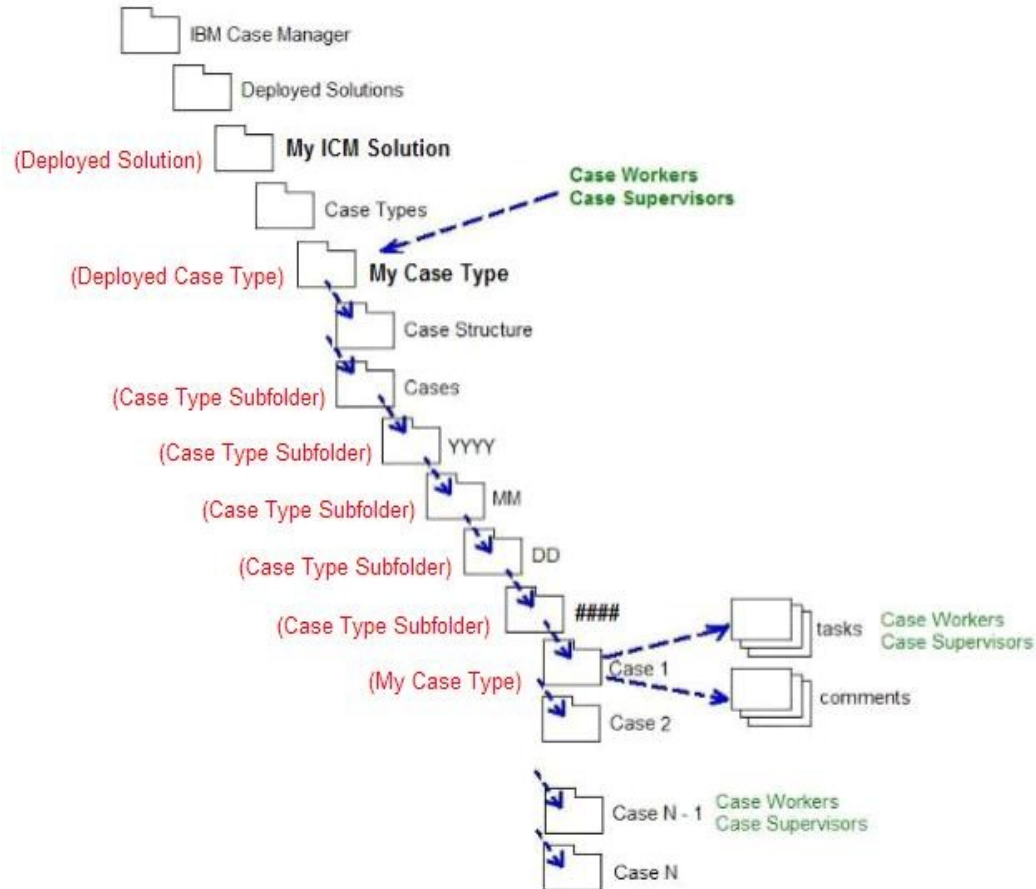 IBM Case Manager
Deployed Solutions
(Deployed Solution) My ICM Solution
Case Workers
Case Supervisors
Case Types
(Deployed Case Type) My Case Type
Case Structure
(Case Type Subfolder) Cases
(Case Type Subfolder) YYYY
(Case Type Subfolder) MM
(Case Type Subfolder) DD
(Case Type Subfolder) ####
tasks Case Workers
Case Supervisors
(My Case Type) Case 1
comments
Case 2
Case N - 1 Case Workers
Case Supervisors
Case N